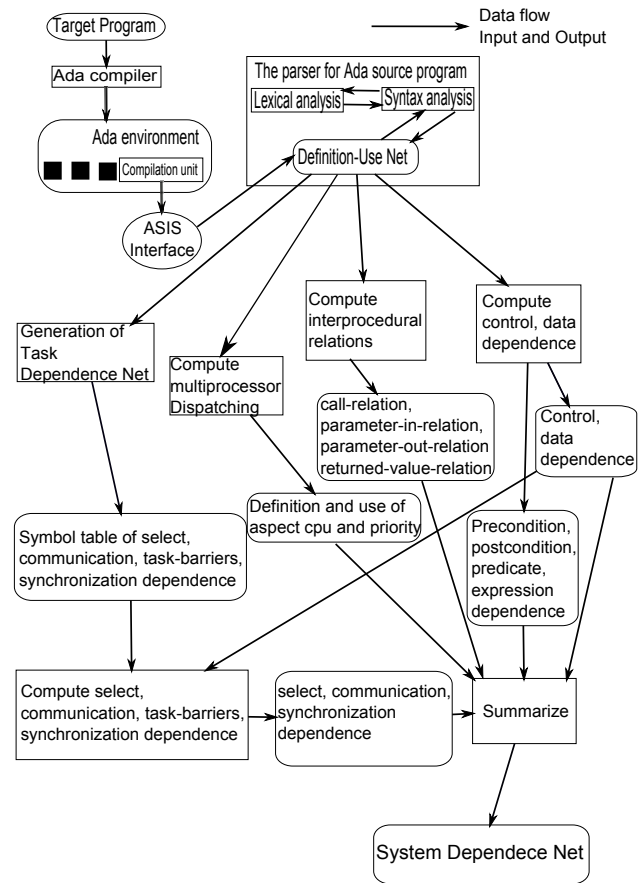 Target Program
Data flow
Input and Output
Ada compiler
The parser for Ada source program
Lexical analysis
Syntax analysis
Ada environment
Compilation unit
Definition-Use Net
ASIS
Interface
Generation of
Task
Dependence Net
Compute
multiprocessor
Dispatching
Compute
interprocedural
relations
Compute
control, data
dependence
call-relation,
parameter-in-relation,
parameter-out-relation
returned-value-relation
Control,
data
dependence
Definition and use of
aspect cpu and priority
Symbol table of select,
communication, task-barriers,
synchronization dependence
Precondition,
postcondition,
predicate,
expression
dependence
Compute select,
communication, task-barriers,
synchronization dependence
select, communication,
synchronization
dependence
Summarize
System Dependece Net